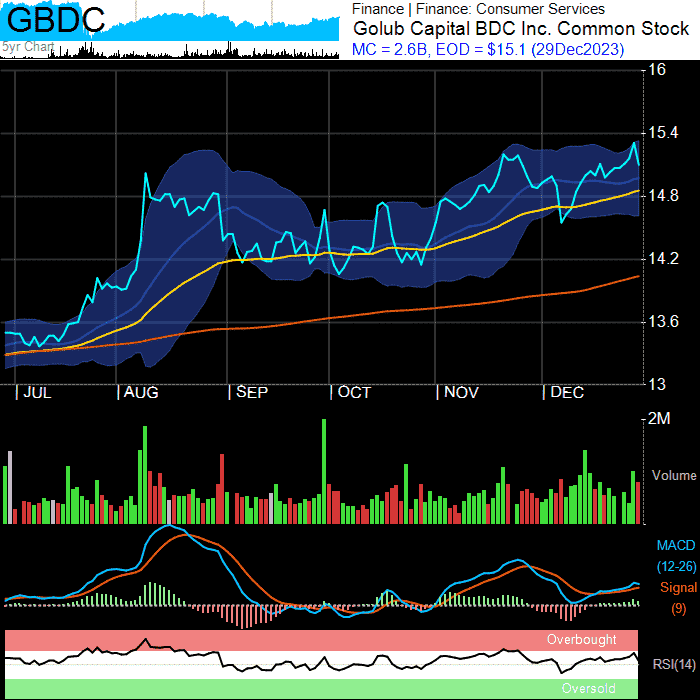 GBDC
5yr Chart
Finance | Finance: Consumer Services
Golub Capital BDC Inc. Common Stock
MC = 2.6B, EOD = $15.1 (29Dec2023)
16
15.4
14.8
14.2
13.6
13
| JUL | AUG | SEP | OCT | NOV | DEC
2M
Volume
MACD
(12-26)
Signal
(9)
Overbought
RSI(14)
Oversold